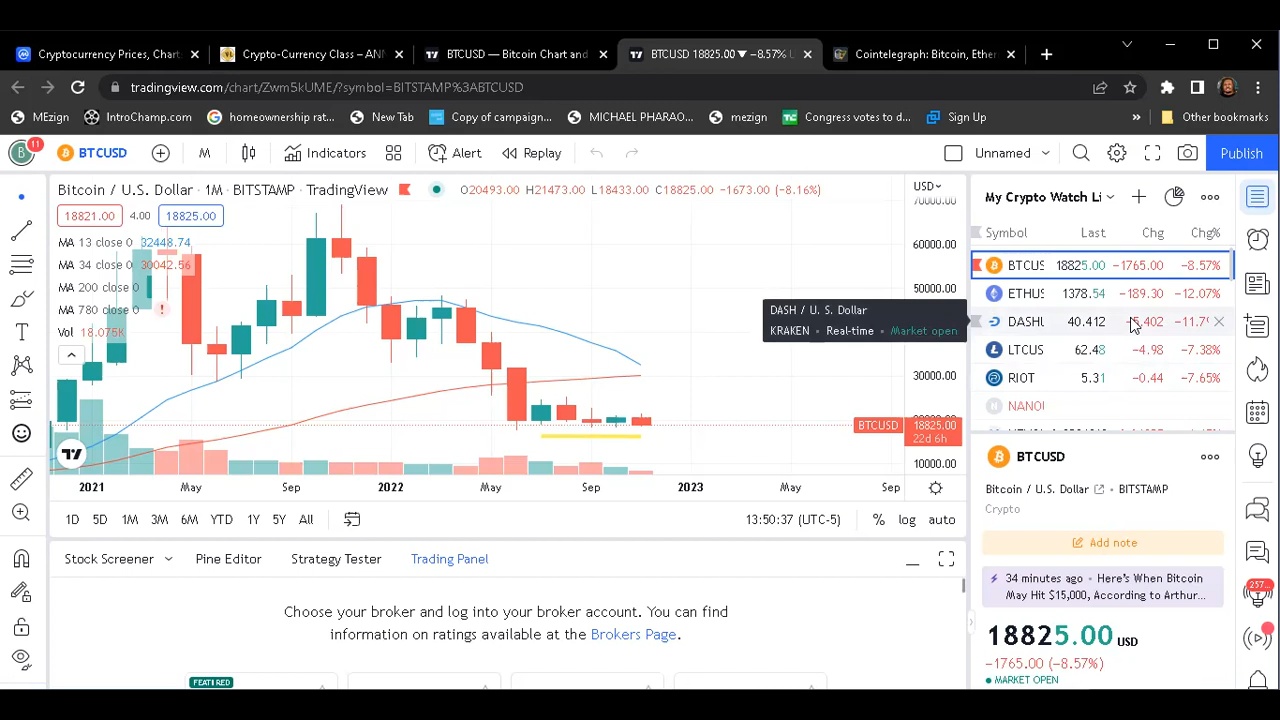 Cryptocurrency Prices, Chart
Crypto-Currency Class – ANN
BTCUSD — Bitcoin Chart and
BTCUSD 18825.00 ▼ −8.57% U
Cointelegraph: Bitcoin, Ether
tradingview.com/chart/Zwm5kUME/?symbol=BITSTAMP%3ABTCUSD
MEzign
IntroChamp.com
homeownership rat...
New Tab
Copy of campaign...
MICHAEL PHARAO...
mezign
Congress votes to d...
Sign Up
»
Other bookmarks
11
BTCUSD
M
Indicators
Alert
Replay
Unnamed
Publish
Bitcoin / U.S. Dollar · 1M · BITSTAMP · TradingView
O20493.00 H21473.00 L18433.00 C18825.00 −1673.00 (−8.16%)
USD
18821.00 4.00 18825.00
MA 13 close 0 32448.74
MA 34 close 0 30042.56
MA 200 close 0
MA 780 close 0 !
Vol 18.075K
70000.00
60000.00
50000.00
30000.00
10000.00
BTCUSD 18825.00
22d 6h
2021 May Sep 2022 May Sep 2023 May Sep
1D 5D 1M 3M 6M YTD 1Y 5Y All
13:50:37 (UTC-5) % log auto
Stock Screener Pine Editor Strategy Tester Trading Panel
Choose your broker and log into your broker account. You can find
information on ratings available at the Brokers Page.
FEATURED
DASH / U. S. Dollar
KRAKEN • Real-time • Market open
My Crypto Watch Li
Symbol Last Chg Chg%
BTCUS 18825.00 −1765.00 −8.57%
ETHUS 1378.54 −189.30 −12.07%
DASHU 40.412 −5.402 −11.79
LTCUS 62.48 −4.98 −7.38%
RIOT 5.31 −0.44 −7.65%
NANOU
BTCUSD
Bitcoin / U.S. Dollar • BITSTAMP
Crypto
Add note
34 minutes ago • Here's When Bitcoin
May Hit $15,000, According to Arthur...
18825.00 USD
−1765.00 (−8.57%)
MARKET OPEN
257...